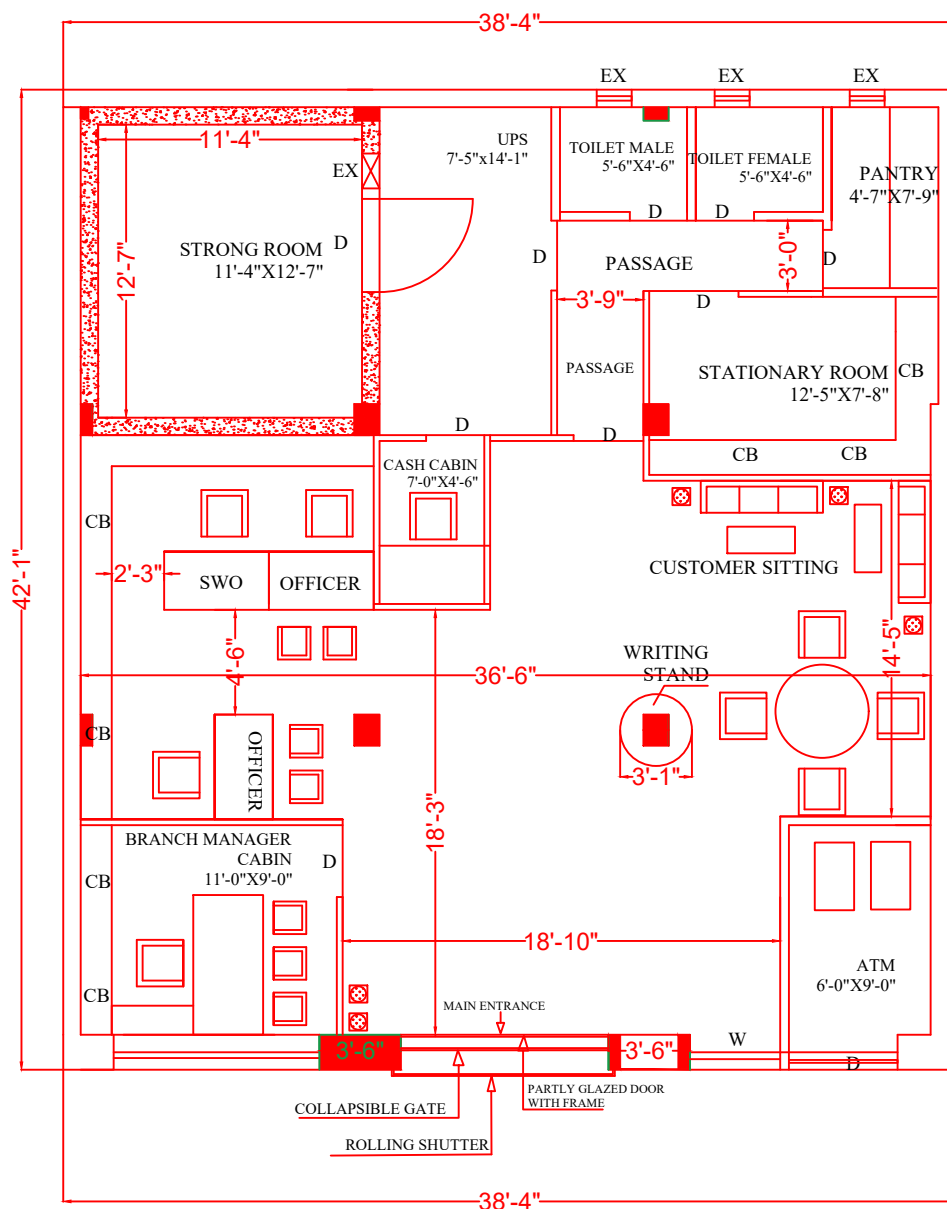 38'-4"
EX
EX
EX
11'-4"
UPS
7'-5"x14'-1"
TOILET MALE
5'-6"X4'-6"
TOILET FEMALE
5'-6"X4'-6"
PANTRY
4'-7"X7'-9"
EX
D
D
STRONG ROOM
11'-4"X12'-7"
D
12'-7"
D
PASSAGE
3'-0"
D
3'-9"
D
PASSAGE
STATIONARY ROOM
12'-5"X7'-8"
CB
D
D
CB
CB
CASH CABIN
7'-0"X4'-6"
CB
42'-1"
2'-3"
SWO
OFFICER
CUSTOMER SITTING
4'-6"
14'-5"
WRITING
STAND
36'-6"
CB
OFFICER
3'-1"
18'-3"
BRANCH MANAGER
CABIN
11'-0"X9'-0"
D
CB
18'-10"
ATM
6'-0"X9'-0"
CB
MAIN ENTRANCE
3'-6"
3'-6"
W
D
PARTLY GLAZED DOOR
WITH FRAME
COLLAPSIBLE GATE
ROLLING SHUTTER
38'-4"